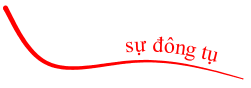 sự đông tụ